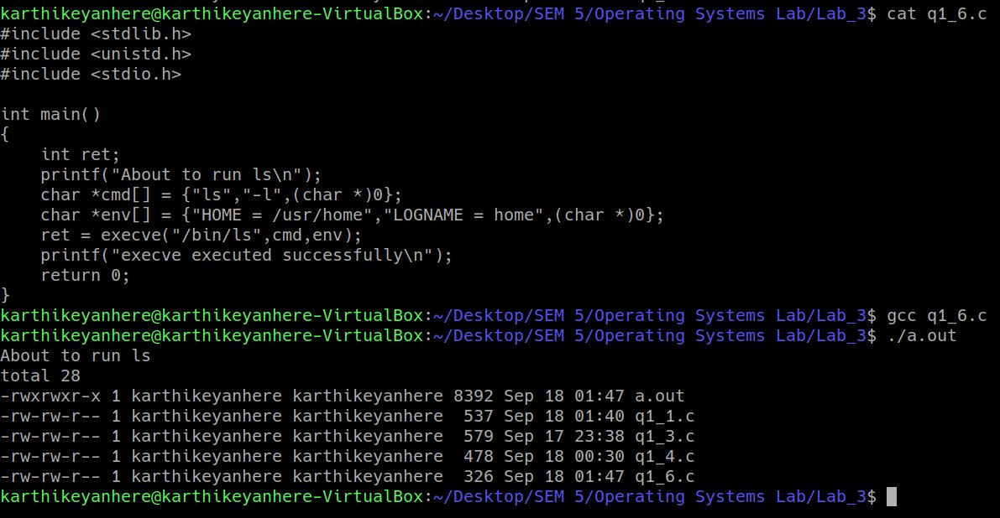 karthikeyanhere@karthikeyanhere-VirtualBox:~/Desktop/SEM 5/Operating Systems Lab/Lab_3$ cat q1_6.c
#include <stdlib.h>
#include <unistd.h>
#include <stdio.h>

int main()
{
    int ret;
    printf("About to run ls\n");
    char *cmd[] = {"ls","-l",(char *)0};
    char *env[] = {"HOME = /usr/home","LOGNAME = home",(char *)0};
    ret = execve("/bin/ls",cmd,env);
    printf("execve executed successfully\n");
    return 0;
}
karthikeyanhere@karthikeyanhere-VirtualBox:~/Desktop/SEM 5/Operating Systems Lab/Lab_3$ gcc q1_6.c
karthikeyanhere@karthikeyanhere-VirtualBox:~/Desktop/SEM 5/Operating Systems Lab/Lab_3$ ./a.out
About to run ls
total 28
-rwxrwxr-x 1 karthikeyanhere karthikeyanhere 8392 Sep 18 01:47 a.out
-rw-rw-r-- 1 karthikeyanhere karthikeyanhere  537 Sep 18 01:40 q1_1.c
-rw-rw-r-- 1 karthikeyanhere karthikeyanhere  579 Sep 17 23:38 q1_3.c
-rw-rw-r-- 1 karthikeyanhere karthikeyanhere  478 Sep 18 00:30 q1_4.c
-rw-rw-r-- 1 karthikeyanhere karthikeyanhere  326 Sep 18 01:47 q1_6.c
karthikeyanhere@karthikeyanhere-VirtualBox:~/Desktop/SEM 5/Operating Systems Lab/Lab_3$